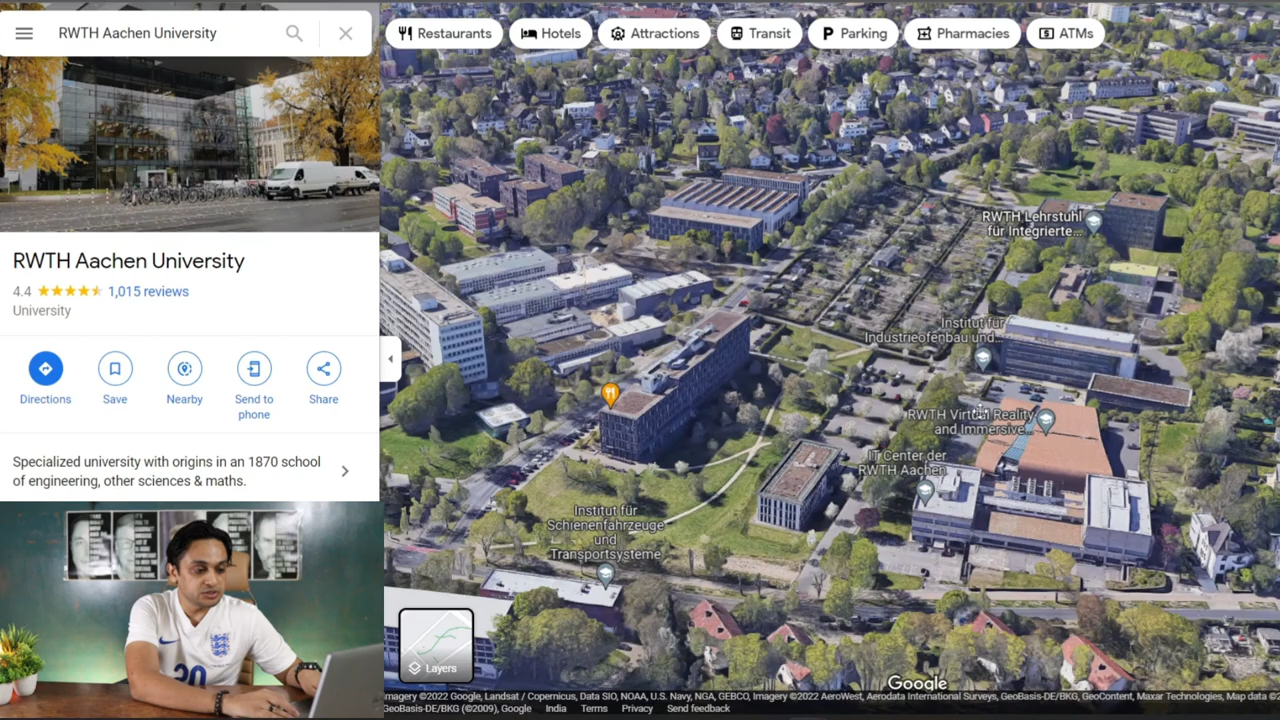 RWTH Aachen University
Restaurants
Hotels
Attractions
Transit
Parking
Pharmacies
ATMs
RWTH Aachen University
4.4 1,015 reviews
University
Directions
Save
Nearby
Send to
phone
Share
Specialized university with origins in an 1870 school
of engineering, other sciences & maths.
RWTH Lehrstuhl
für Integrierte...
Institut für
Industrieofenbau und...
RWTH Virtual Reality
and Immersive...
IT Center der
RWTH Aachen
Institut für
Schienenfahrzeuge
und
Transportsysteme
Layers
20
Google
Imagery ©2022 Google, Landsat / Copernicus, Data SIO, NOAA, U.S. Navy, NGA, GEBCO, Imagery ©2022 AeroWest, Aerodata International Surveys, GeoBasis-DE/BKG, GeoContent, Maxar Technologies, Map data ©2
GeoBasis-DE/BKG (©2009), Google India Terms Privacy Send feedback